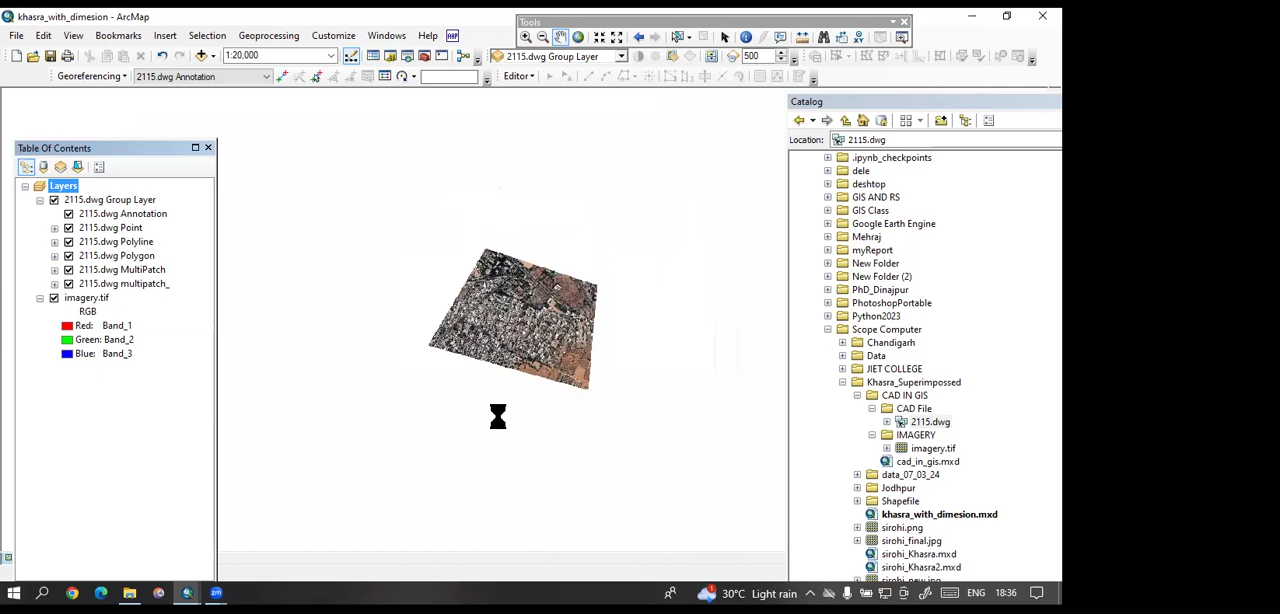 khasra_with_dimesion - ArcMap
Tools
File Edit View Bookmarks Insert Selection Geoprocessing Customize Windows Help
1:20,000
2115.dwg Group Layer
500
Georeferencing
2115.dwg Annotation
Editor
Catalog
Location: 2115.dwg
Table Of Contents
Layers
2115.dwg Group Layer
2115.dwg Annotation
2115.dwg Point
2115.dwg Polyline
2115.dwg Polygon
2115.dwg MultiPatch
2115.dwg multipatch_
imagery.tif
RGB
Red: Band_1
Green: Band_2
Blue: Band_3
.ipynb_checkpoints
dele
deshtop
GIS AND RS
GIS Class
Google Earth Engine
Mehraj
myReport
New Folder
New Folder (2)
PhD_Dinajpur
PhotoshopPortable
Python2023
Scope Computer
Chandigarh
Data
JIET COLLEGE
Khasra_Superimpossed
CAD IN GIS
CAD File
2115.dwg
IMAGERY
imagery.tif
cad_in_gis.mxd
data_07_03_24
Jodhpur
Shapefile
khasra_with_dimesion.mxd
sirohi.png
sirohi_final.jpg
sirohi_Khasra.mxd
sirohi_Khasra2.mxd
sirohi_new.jpg
30°C Light rain
ENG
18:36